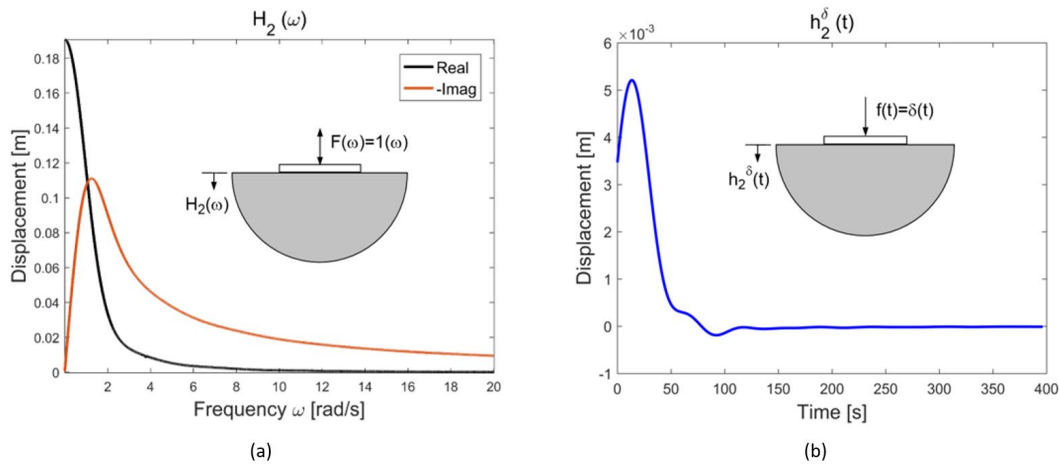 H₂ (ω)
0.18
0.16
0.14
0.12
0.1
0.08
0.06
0.04
0.02
0
Displacement [m]
Real
-Imag
F(ω)=1(ω)
H₂(ω)
2 4 6 8 10 12 14 16 18 20
Frequency ω [rad/s]
(a)
h₂^δ (t)
×10⁻³
6
5
4
3
2
1
0
-1
Displacement [m]
f(t)=δ(t)
h₂^δ(t)
0 50 100 150 200 250 300 350 400
Time [s]
(b)